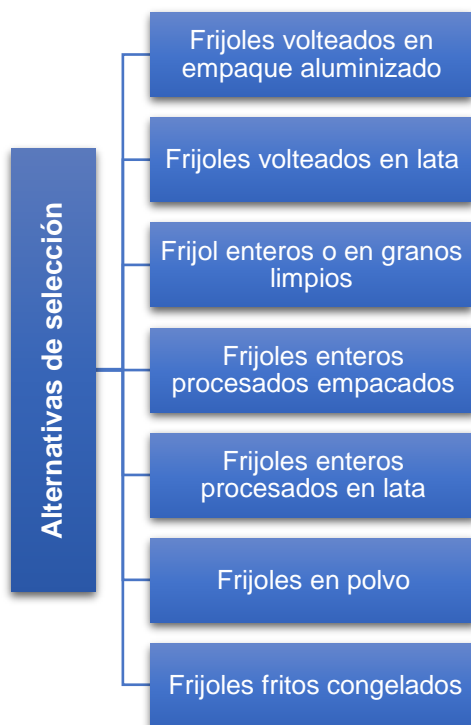 Alternativas de selección
Frijoles volteados en
empaque aluminizado
Frijoles volteados en lata
Frijol enteros o en granos
limpios
Frijoles enteros
procesados empacados
Frijoles enteros
procesados en lata
Frijoles en polvo
Frijoles fritos congelados